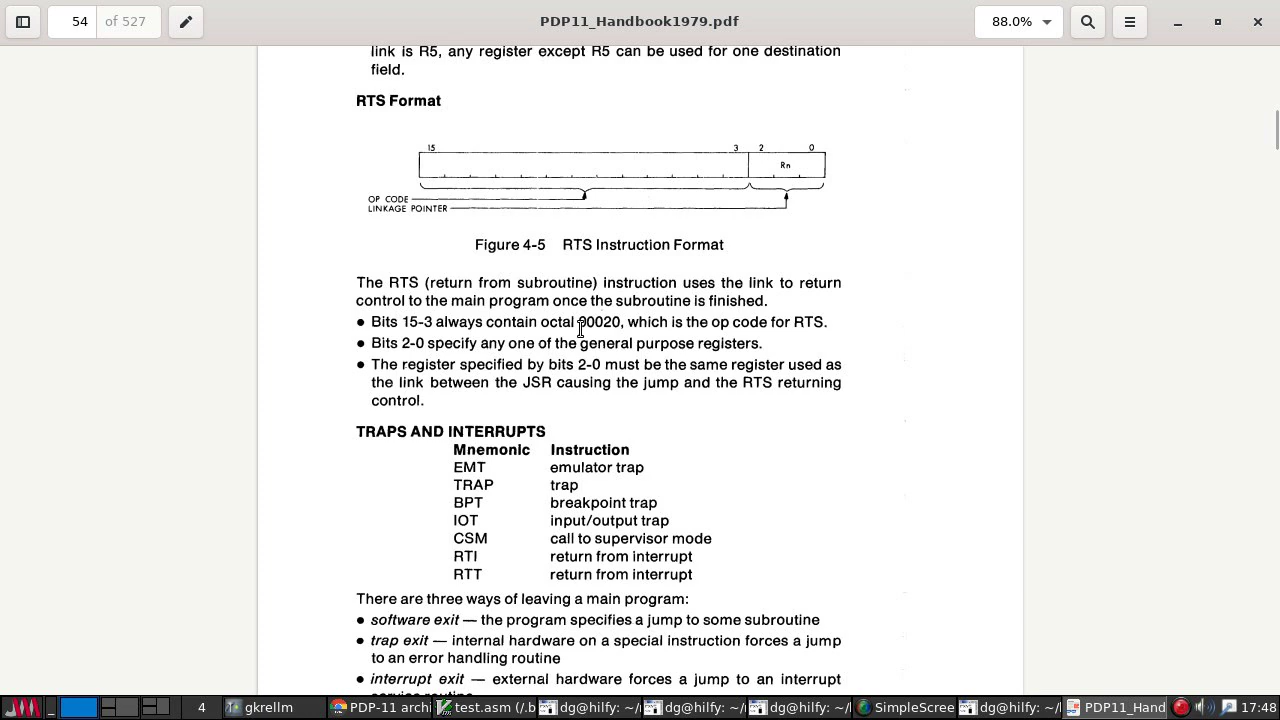 54 of 527
PDP11_Handbook1979.pdf
88.0%
link is R5, any register except R5 can be used for one destination
field.
RTS Format
15 3 2 0
Rn
OP CODE
LINKAGE POINTER
Figure 4-5 RTS Instruction Format
The RTS (return from subroutine) instruction uses the link to return
control to the main program once the subroutine is finished.
● Bits 15-3 always contain octal 00020, which is the op code for RTS.
● Bits 2-0 specify any one of the general purpose registers.
● The register specified by bits 2-0 must be the same register used as
the link between the JSR causing the jump and the RTS returning
control.
TRAPS AND INTERRUPTS
Mnemonic Instruction
EMT emulator trap
TRAP trap
BPT breakpoint trap
IOT input/output trap
CSM call to supervisor mode
RTI return from interrupt
RTT return from interrupt
There are three ways of leaving a main program:
● software exit — the program specifies a jump to some subroutine
● trap exit — internal hardware on a special instruction forces a jump
to an error handling routine
● interrupt exit — external hardware forces a jump to an interrupt
service routine
4 gkrellm PDP-11 archi test.asm (/.b dg@hilfy: ~/ dg@hilfy: ~/ dg@hilfy: ~/ SimpleScree dg@hilfy: ~/ PDP11_Hand 17:48